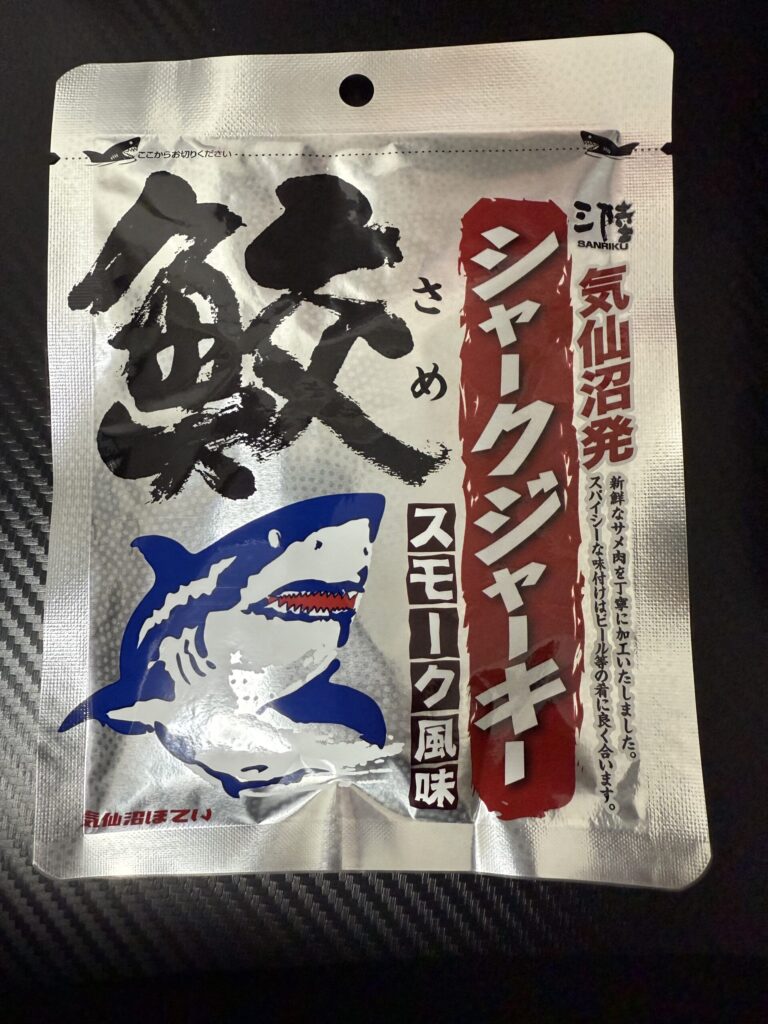 ここからお切りください
三陸
SANRIKU
気仙沼発
新鮮なサメ肉を丁寧に加工いたしました。
スパイシーな味付けはビール等の肴に良く合います。
シャークジャーキー
鮫
さめ
スモーク風味
気仙沼ほてい